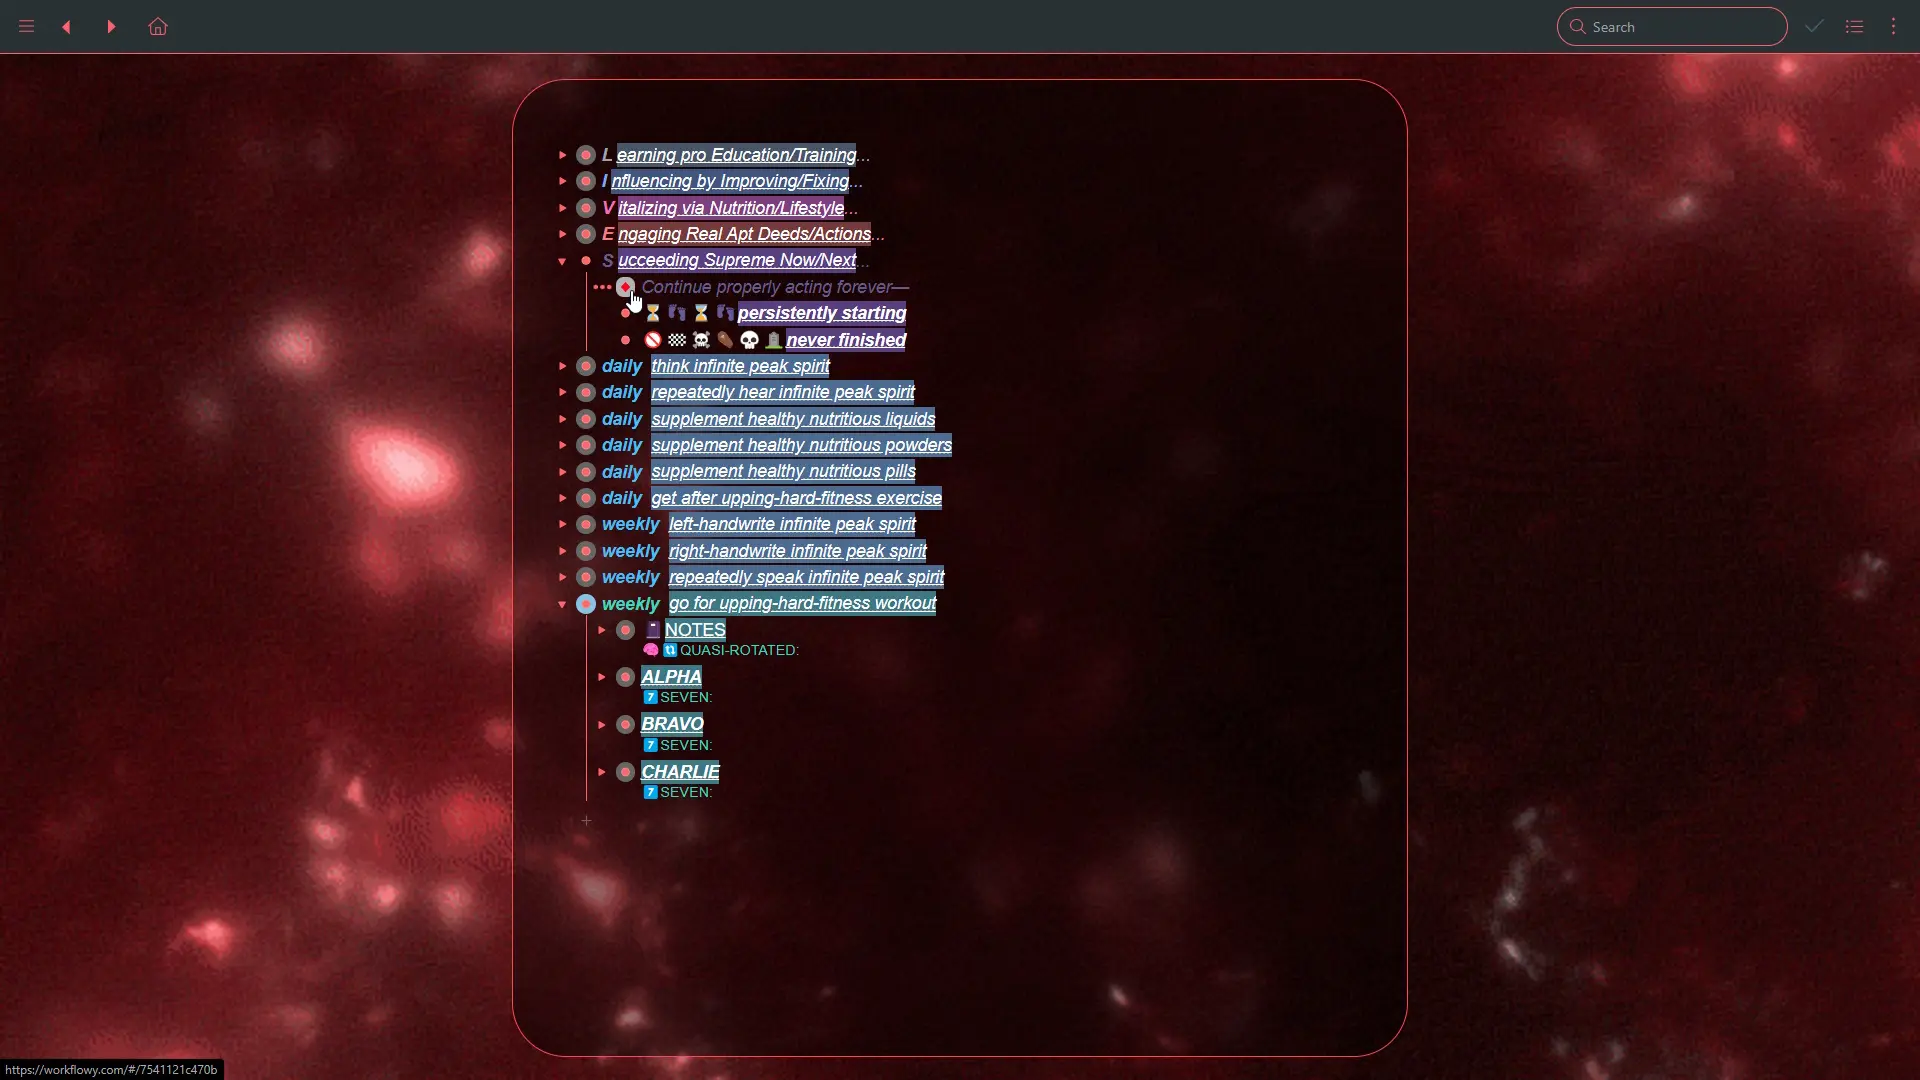 Search
L earning pro Education/Training...
I nfluencing by Improving/Fixing...
V italizing via Nutrition/Lifestyle...
E ngaging Real Apt Deeds/Actions...
S ucceeding Supreme Now/Next...
Continue properly acting forever—
⏳ 👣 ⌛ 👣 persistently starting
🚫 🏁 ☠️ ⚰️ 💀 🪦 never finished
daily think infinite peak spirit
daily repeatedly hear infinite peak spirit
daily supplement healthy nutritious liquids
daily supplement healthy nutritious powders
daily supplement healthy nutritious pills
daily get after upping-hard-fitness exercise
weekly left-handwrite infinite peak spirit
weekly right-handwrite infinite peak spirit
weekly repeatedly speak infinite peak spirit
weekly go for upping-hard-fitness workout
📓 NOTES
🧠 🔃 QUASI-ROTATED:
ALPHA
7️⃣ SEVEN:
BRAVO
7️⃣ SEVEN:
CHARLIE
7️⃣ SEVEN:
https://workflowy.com/#/7541121c470b